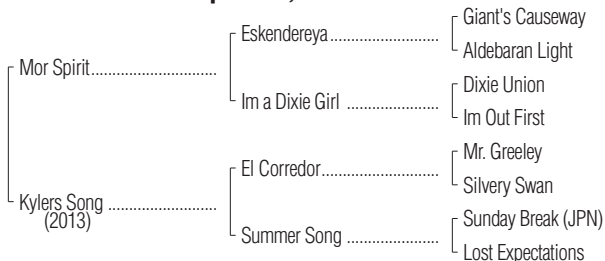 Giant's Causeway
Eskendereya
Aldebaran Light
Mor Spirit
Dixie Union
Im a Dixie Girl
Im Out First
Mr. Greeley
El Corredor
Silvery Swan
Kylers Song
(2013)
Sunday Break (JPN)
Summer Song
Lost Expectations